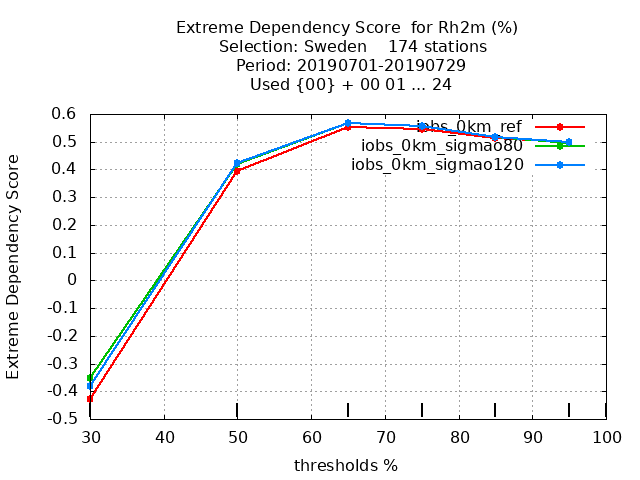 Extreme Dependency Score  for Rh2m (%)
Selection: Sweden    174 stations
Period: 20190701-20190729
Used {00} + 00 01 ... 24
0.6
0.5
0.4
0.3
0.2
0.1
0
-0.1
-0.2
-0.3
-0.4
-0.5
Extreme Dependency Score
iobs_0km_ref
iobs_0km_sigmao80
iobs_0km_sigmao120
30 40 50 60 70 80 90 100
thresholds %